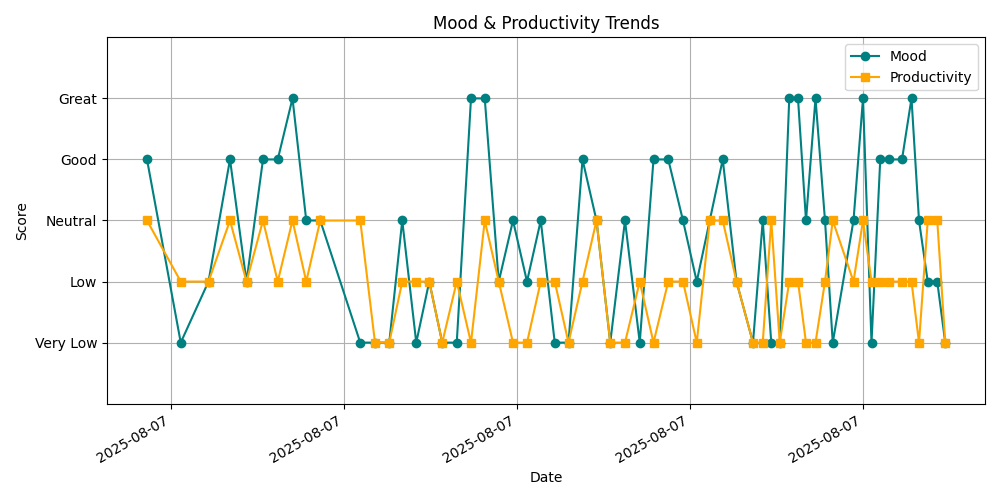 Mood & Productivity Trends
Mood
Productivity
Great
Good
Neutral
Low
Very Low
Score
2025-08-07
2025-08-07
2025-08-07
2025-08-07
2025-08-07
Date